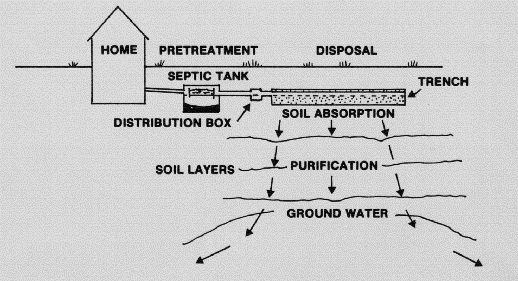 HOME
PRETREATMENT
DISPOSAL
SEPTIC TANK
TRENCH
DISTRIBUTION BOX
SOIL ABSORPTION
SOIL LAYERS
PURIFICATION
GROUND WATER